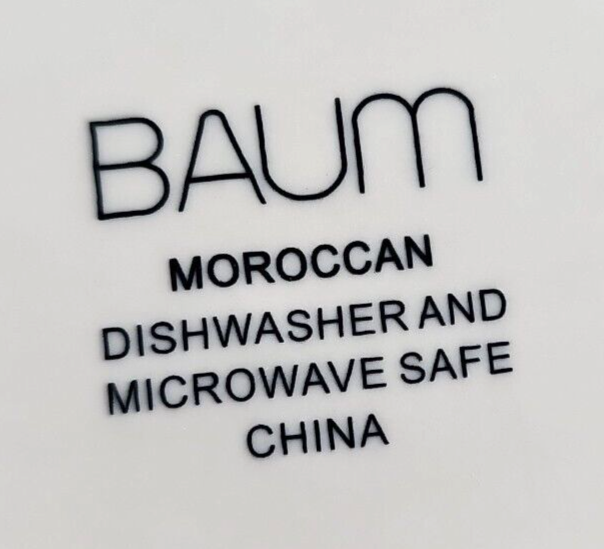 BAUM
MOROCCAN
DISHWASHER AND
MICROWAVE SAFE
CHINA